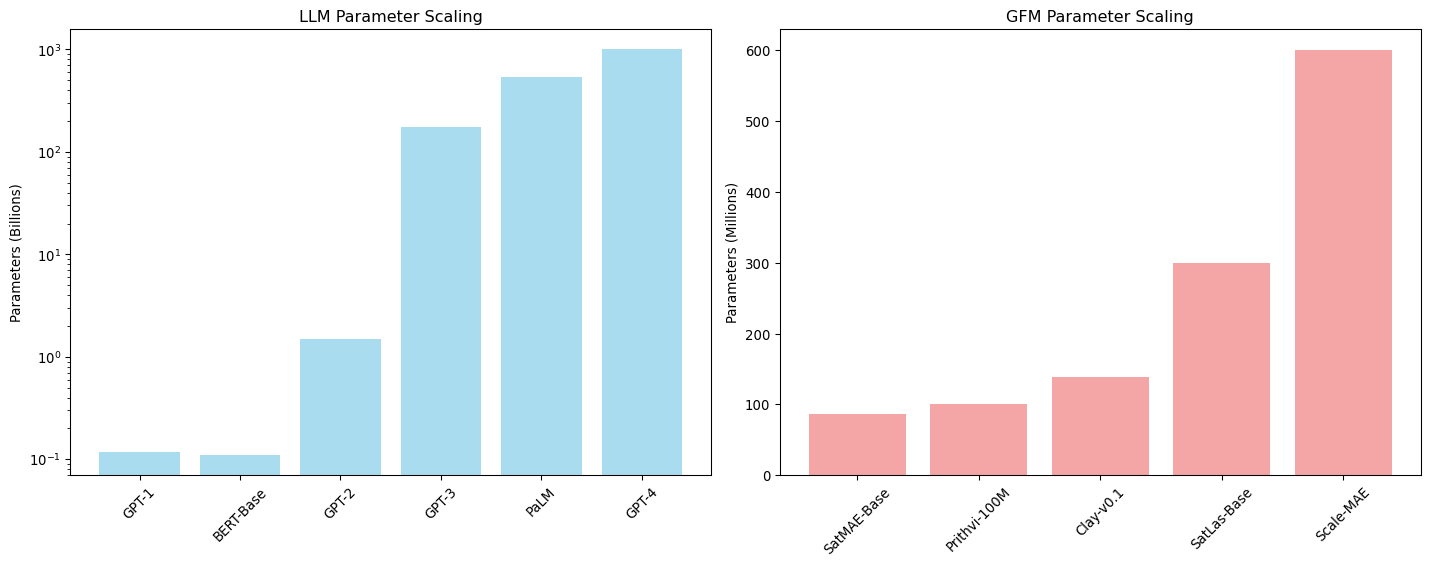 LLM Parameter Scaling
Parameters (Billions)
10³
10²
10¹
10⁰
10⁻¹
GPT-1
BERT-Base
GPT-2
GPT-3
PaLM
GPT-4
GFM Parameter Scaling
Parameters (Millions)
600
500
400
300
200
100
0
SatMAE-Base
Prithvi-100M
Clay-v0.1
SatLas-Base
Scale-MAE